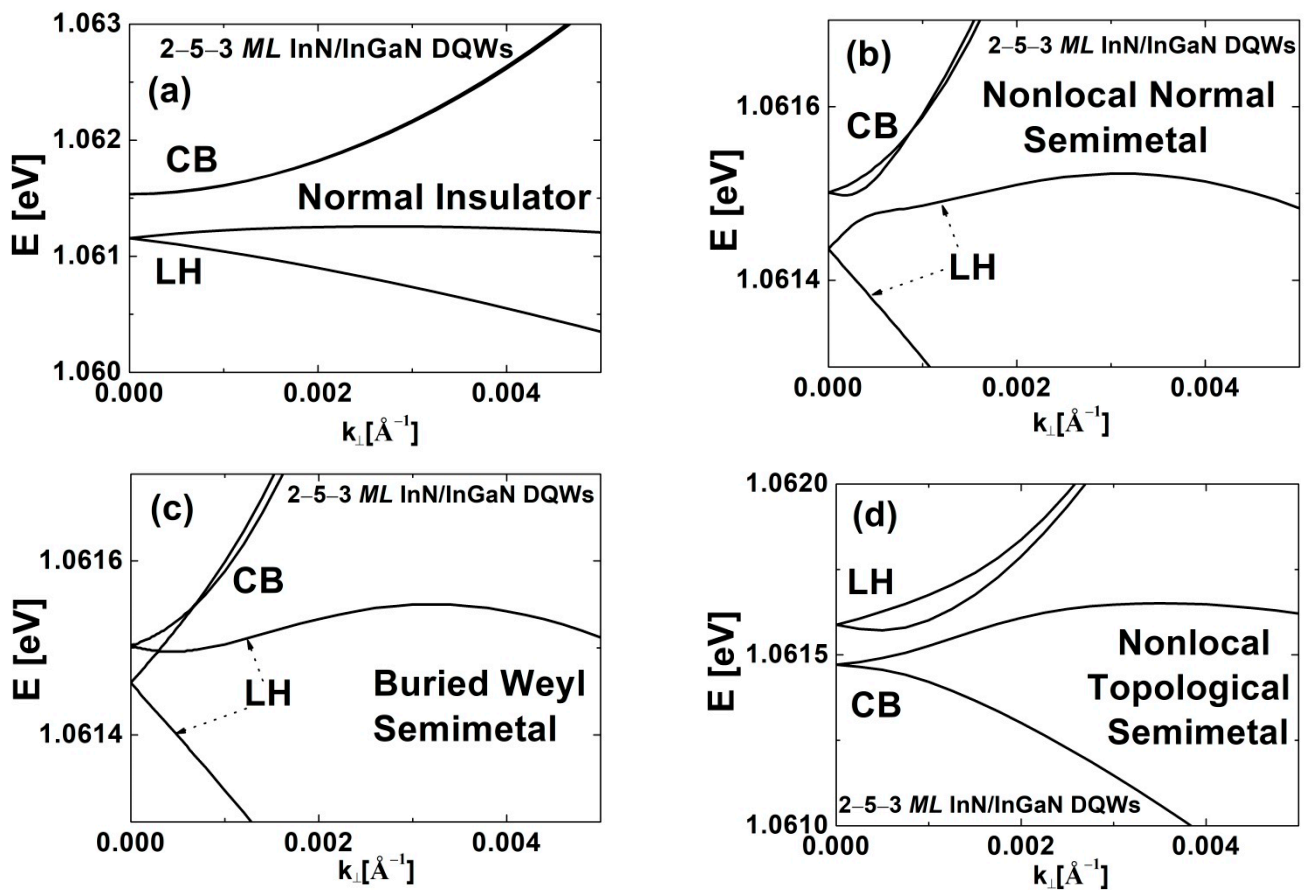 1.063
2–5–3 ML InN/InGaN DQWs
(a)
1.062
CB
Normal Insulator
1.061
LH
1.060
0.000 0.002 0.004
k⊥[Å⁻¹]
E [eV]
(b)
2–5–3 ML InN/InGaN DQWs
Nonlocal Normal
Semimetal
1.0616
CB
LH
1.0614
0.000 0.002 0.004
k⊥[Å⁻¹]
E [eV]
(c)
2–5–3 ML InN/InGaN DQWs
1.0616
CB
LH
Buried Weyl
Semimetal
1.0614
0.000 0.002 0.004
k⊥[Å⁻¹]
E [eV]
1.0620
(d)
LH
1.0615
CB
Nonlocal
Topological
Semimetal
2–5–3 ML InN/InGaN DQWs
1.0610
0.000 0.002 0.004
k⊥[Å⁻¹]
E [eV]